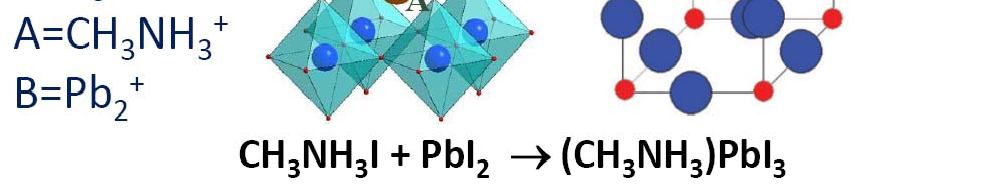 A
A=CH₃NH₃⁺
B=Pb₂⁺
CH₃NH₃I + PbI₂ → (CH₃NH₃)PbI₃